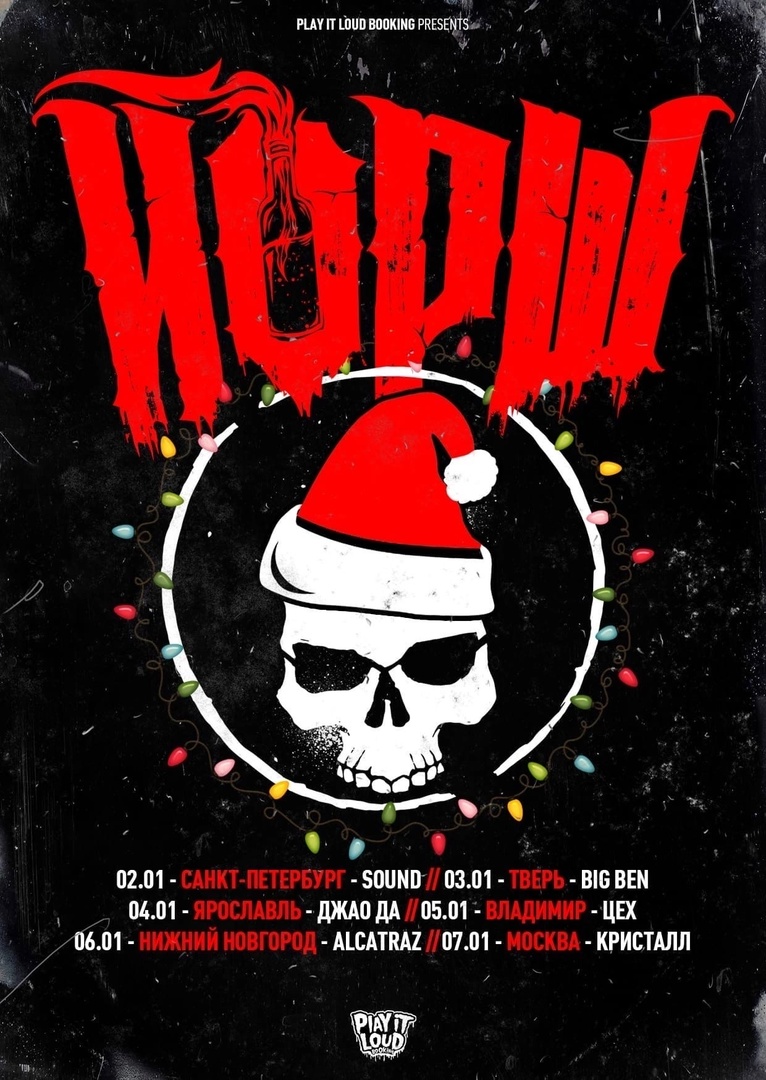 PLAY IT LOUD BOOKING PRESENTS
ЙОРШ
02.01 - САНКТ-ПЕТЕРБУРГ - SOUND // 03.01 - ТВЕРЬ - BIG BEN
04.01 - ЯРОСЛАВЛЬ - ДЖАО ДА // 05.01 - ВЛАДИМИР - ЦЕХ
06.01 - НИЖНИЙ НОВГОРОД - ALCATRAZ // 07.01 - МОСКВА - КРИСТАЛЛ
PLAY IT
LOUD
BOOKING